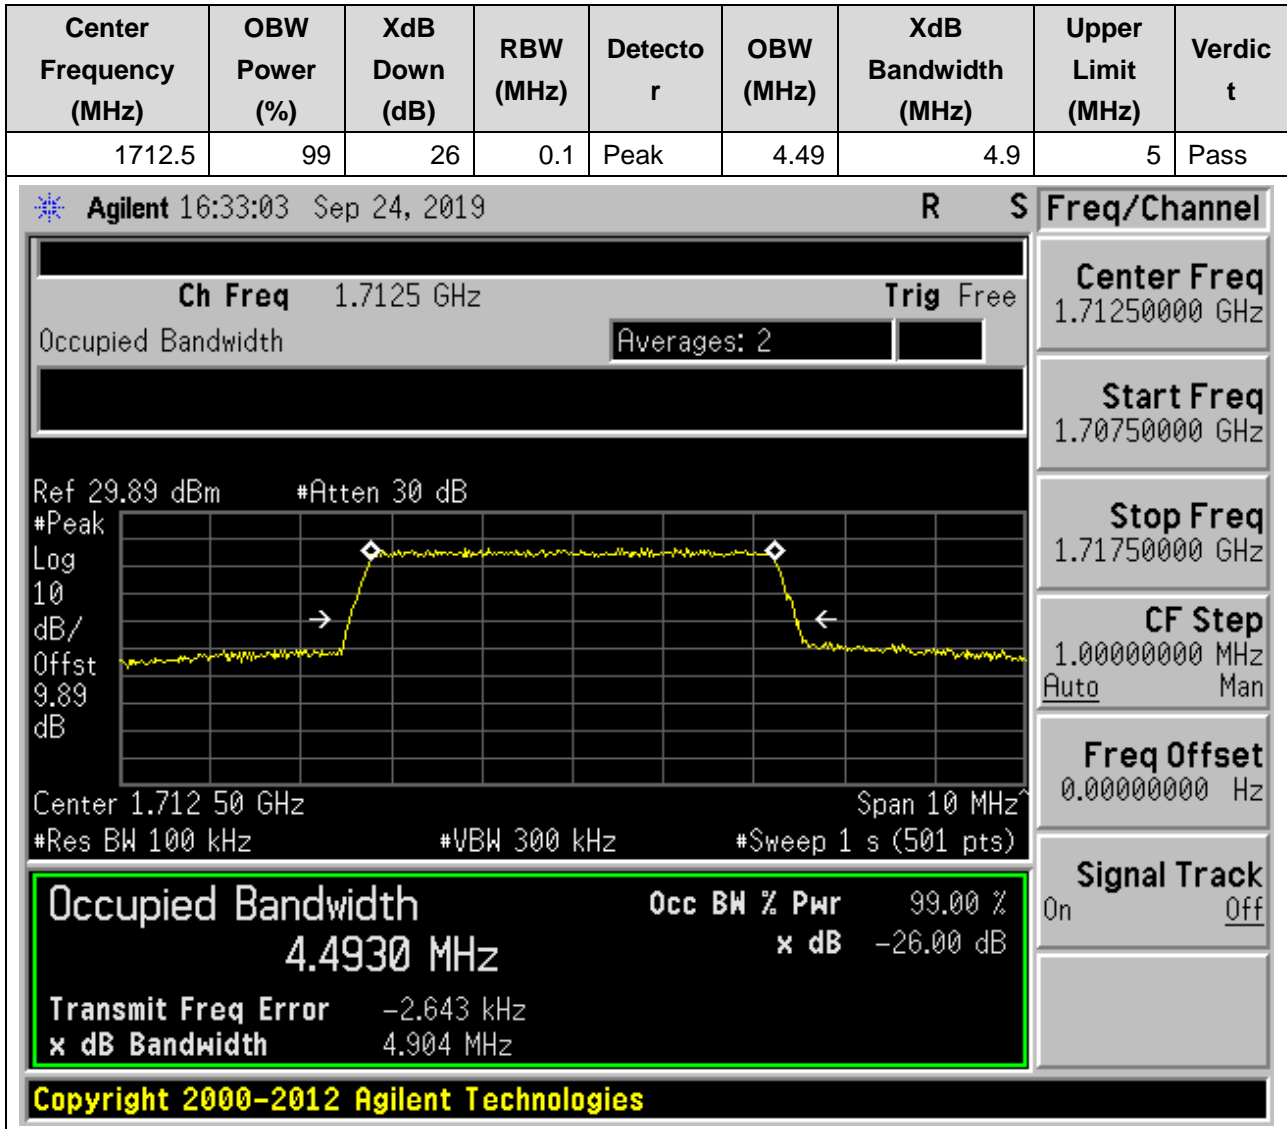 Center Frequency (MHz) OBW Power (%) XdB Down (dB) RBW (MHz) Detecto r OBW (MHz) XdB Bandwidth (MHz) Upper Limit (MHz) Verdic t
1712.5 99 26 0.1 Peak 4.49 4.9 5 Pass
Agilent 16:33:03 Sep 24, 2019 R S
Ch Freq 1.7125 GHz Trig Free
Occupied Bandwidth Averages: 2
Ref 29.89 dBm #Atten 30 dB
#Peak
Log
10
dB/
Offst
9.89
dB
Center 1.712 50 GHz Span 10 MHz^
#Res BW 100 kHz #VBW 300 kHz #Sweep 1 s (501 pts)
Occupied Bandwidth Occ BW % Pwr 99.00 %
4.4930 MHz x dB -26.00 dB
Transmit Freq Error -2.643 kHz
x dB Bandwidth 4.904 MHz
Copyright 2000-2012 Agilent Technologies
Freq/Channel
Center Freq
1.71250000 GHz
Start Freq
1.70750000 GHz
Stop Freq
1.71750000 GHz
CF Step
1.00000000 MHz
Auto Man
Freq Offset
0.00000000 Hz
Signal Track
On Off